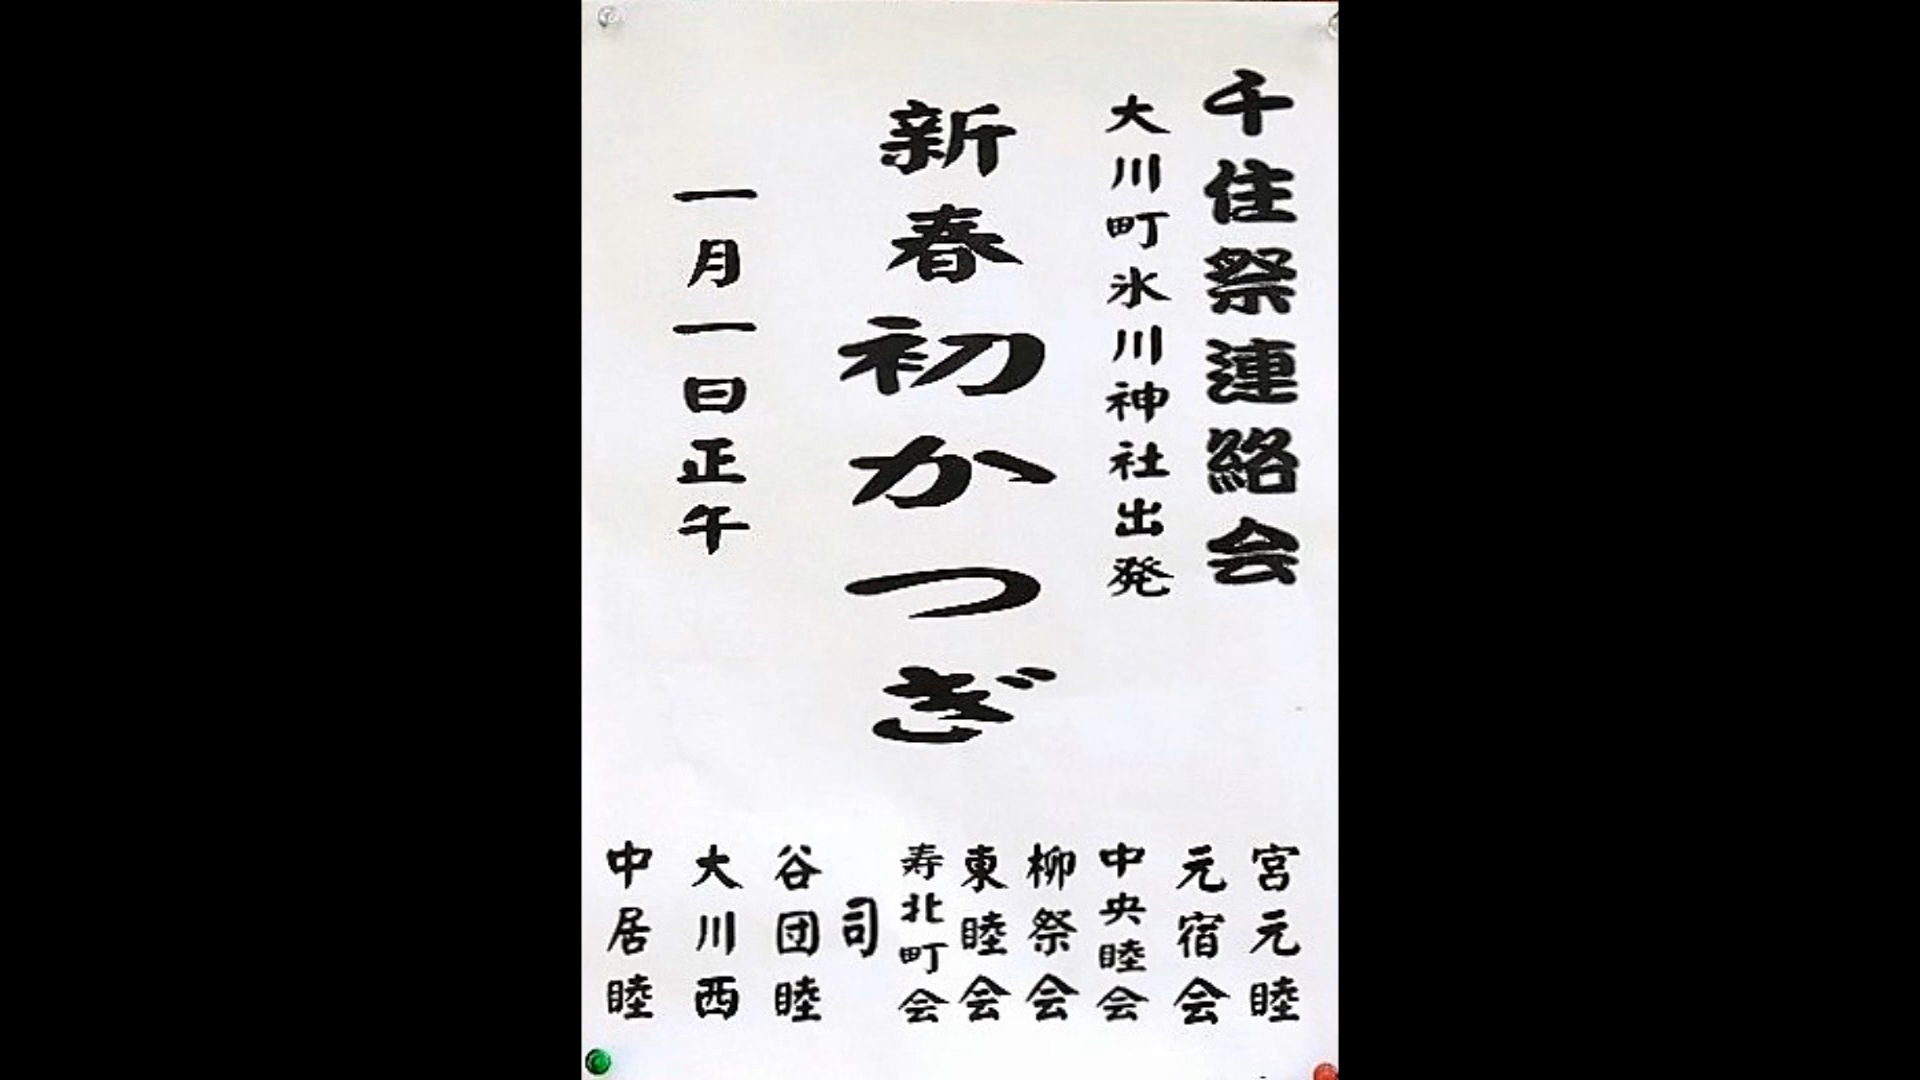 千住祭連絡会
大川町氷川神社出発
新春初かつぎ
一月一日正午
宮元睦
元宿会
中央睦会
柳祭会
東睦会
寿北町会
司
谷団睦
大川西
中居睦